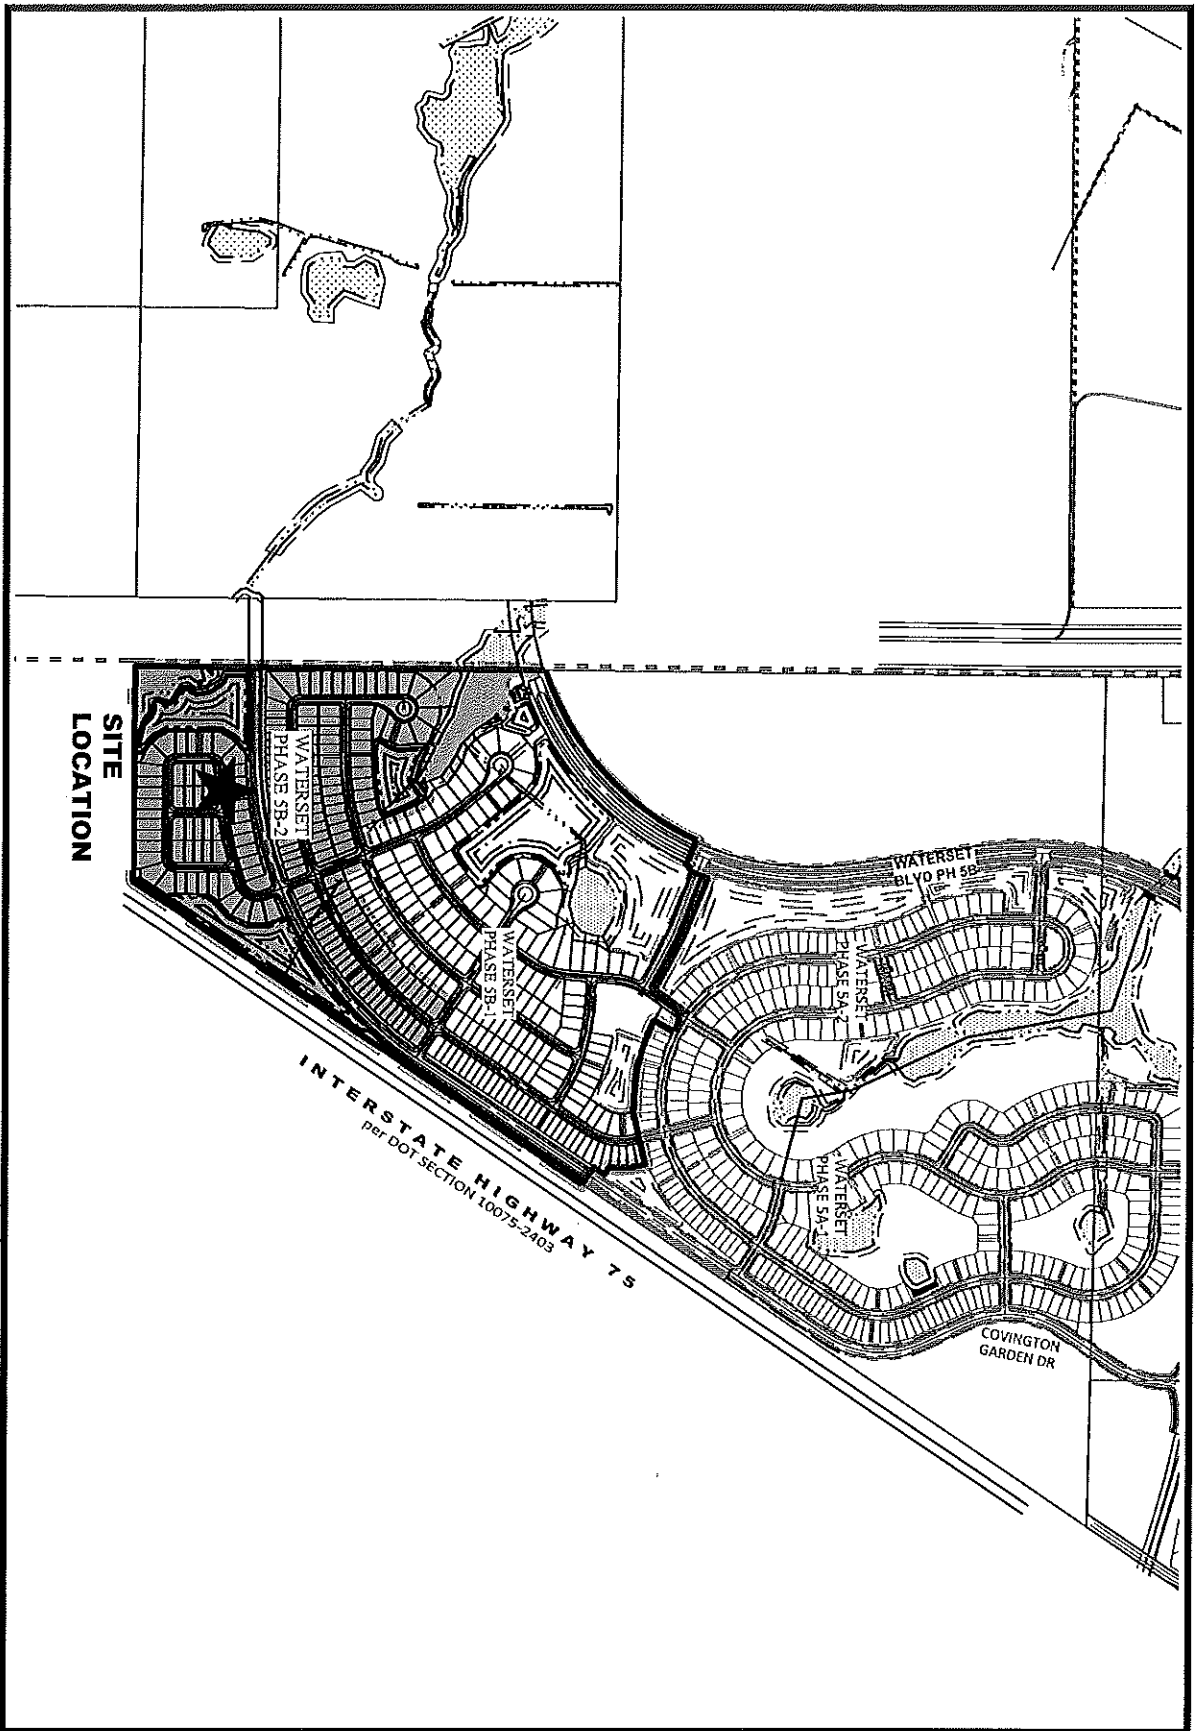 WATERSET
BLVD PH 5B
WATERSET
PHASE 5A-2
WATERSET
PHASE 5A-1
COVINGTON
GARDEN DR
WATERSET
PHASE 5B-1
WATERSET
PHASE 5B-2
SITE
LOCATION
INTERSTATE HIGHWAY 75
per DOT SECTION 10075-2403